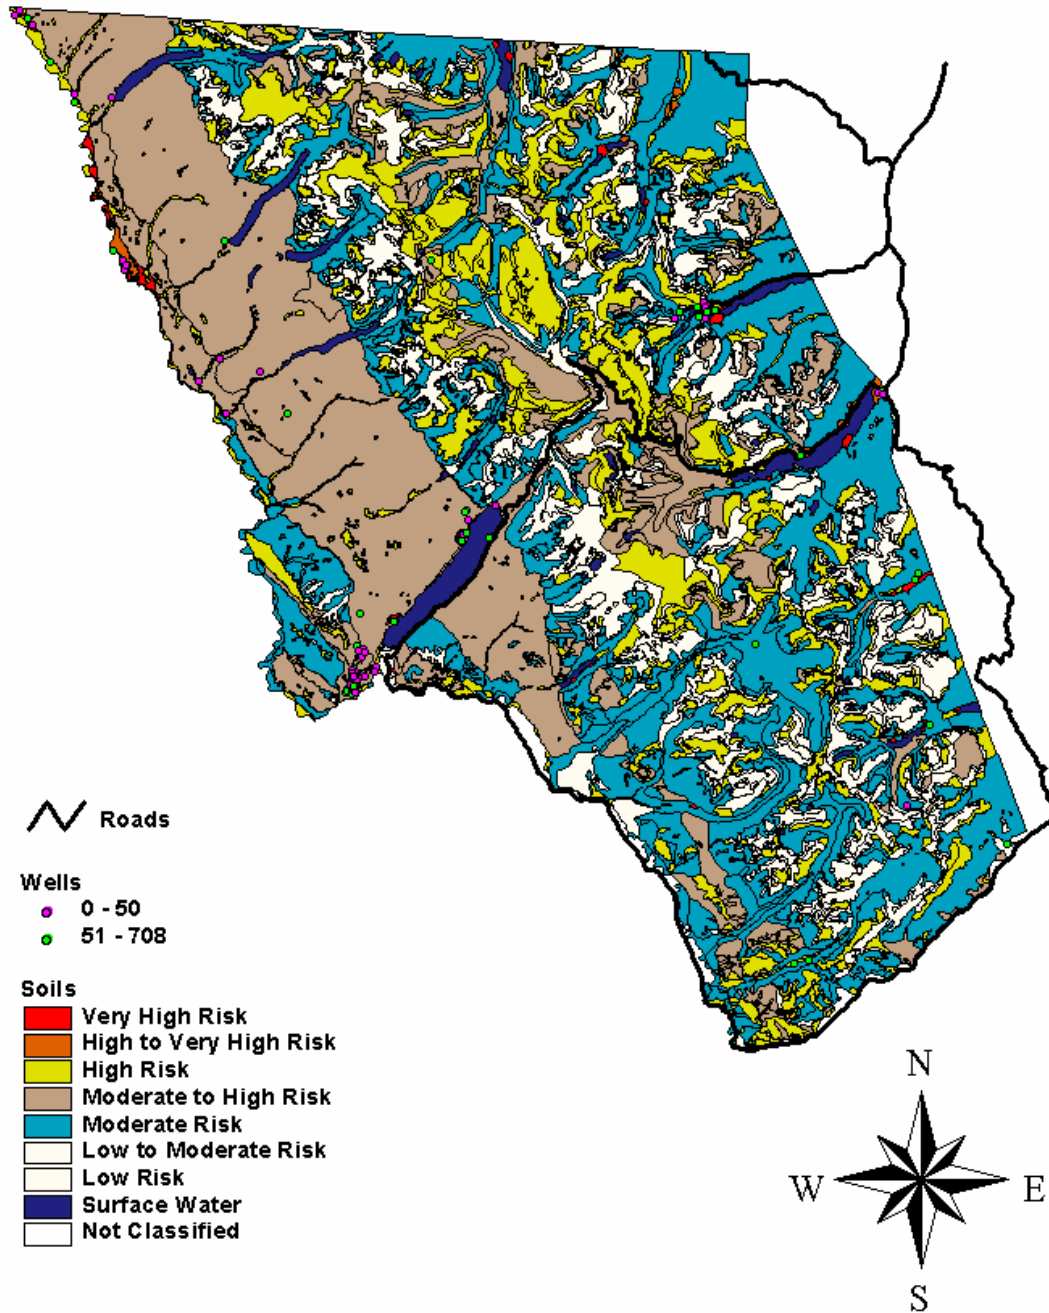 Roads
Wells
0 - 50
51 - 708
Soils
Very High Risk
High to Very High Risk
High Risk
Moderate to High Risk
Moderate Risk
Low to Moderate Risk
Low Risk
Surface Water
Not Classified
N
W E
S